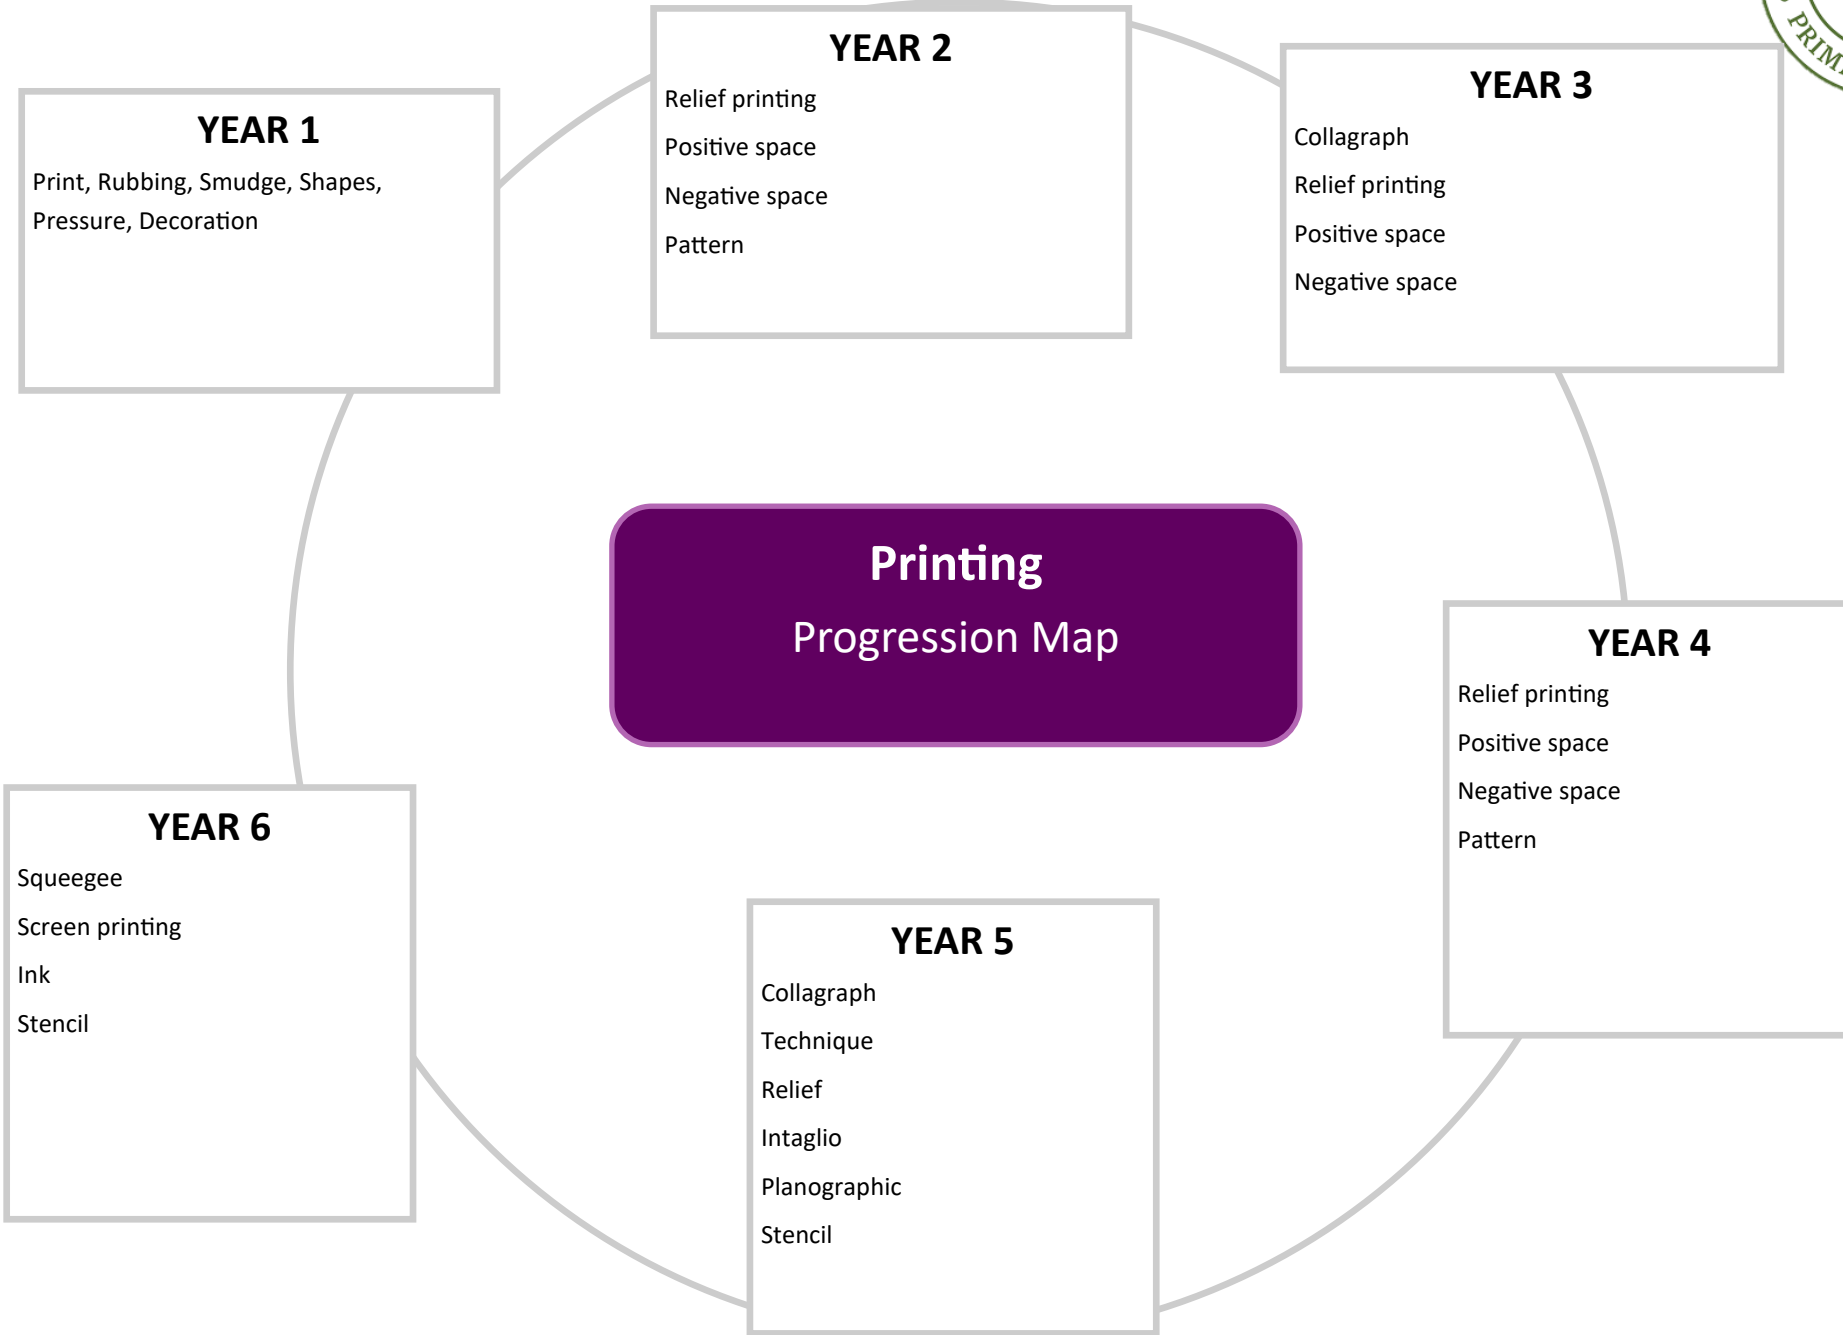 YEAR 1
Print, Rubbing, Smudge, Shapes,
Pressure, Decoration
YEAR 2
Relief printing
Positive space
Negative space
Pattern
YEAR 3
Collagraph
Relief printing
Positive space
Negative space
Printing
Progression Map
YEAR 4
Relief printing
Positive space
Negative space
Pattern
YEAR 5
Collagraph
Technique
Relief
Intaglio
Planographic
Stencil
YEAR 6
Squeegee
Screen printing
Ink
Stencil